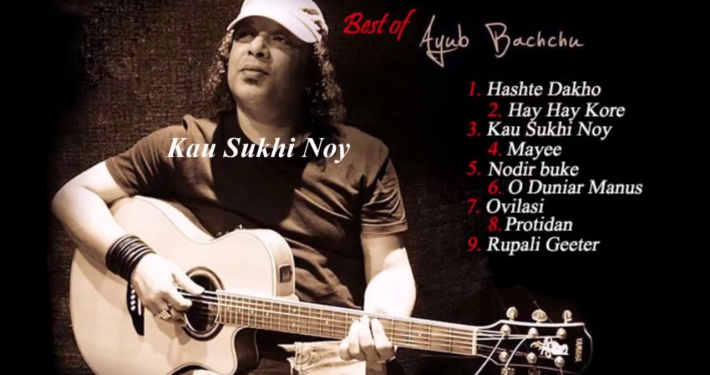 Best of Ayub Bachchu
1. Hashte Dakho
2. Hay Hay Kore
3. Kau Sukhi Noy
4. Mayee
5. Nodir buke
6. O Duniar Manus
7. Ovilasi
8. Protidan
9. Rupali Geeter
Kau Sukhi Noy
YAMAHA